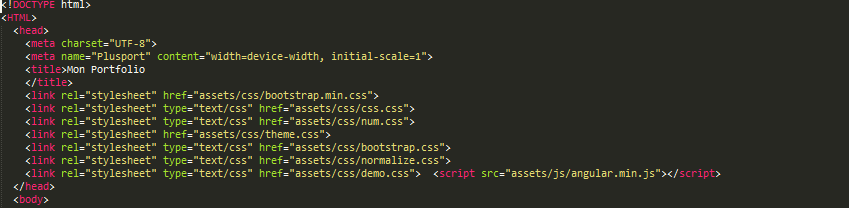 <!DOCTYPE html>
<HTML>
<head>
<meta charset="UTF-8">
<meta name="Plusport" content="width=device-width, initial-scale=1">
<title>Mon Portfolio
</title>
<link rel="stylesheet" href="assets/css/bootstrap.min.css">
<link rel="stylesheet" type="text/css" href="assets/css/css.css">
<link rel="stylesheet" type="text/css" href="assets/css/num.css">
<link rel="stylesheet" href="assets/css/theme.css">
<link rel="stylesheet" type="text/css" href="assets/css/bootstrap.css">
<link rel="stylesheet" type="text/css" href="assets/css/normalize.css">
<link rel="stylesheet" type="text/css" href="assets/css/demo.css">  <script src="assets/js/angular.min.js"></script>
</head>
<body>